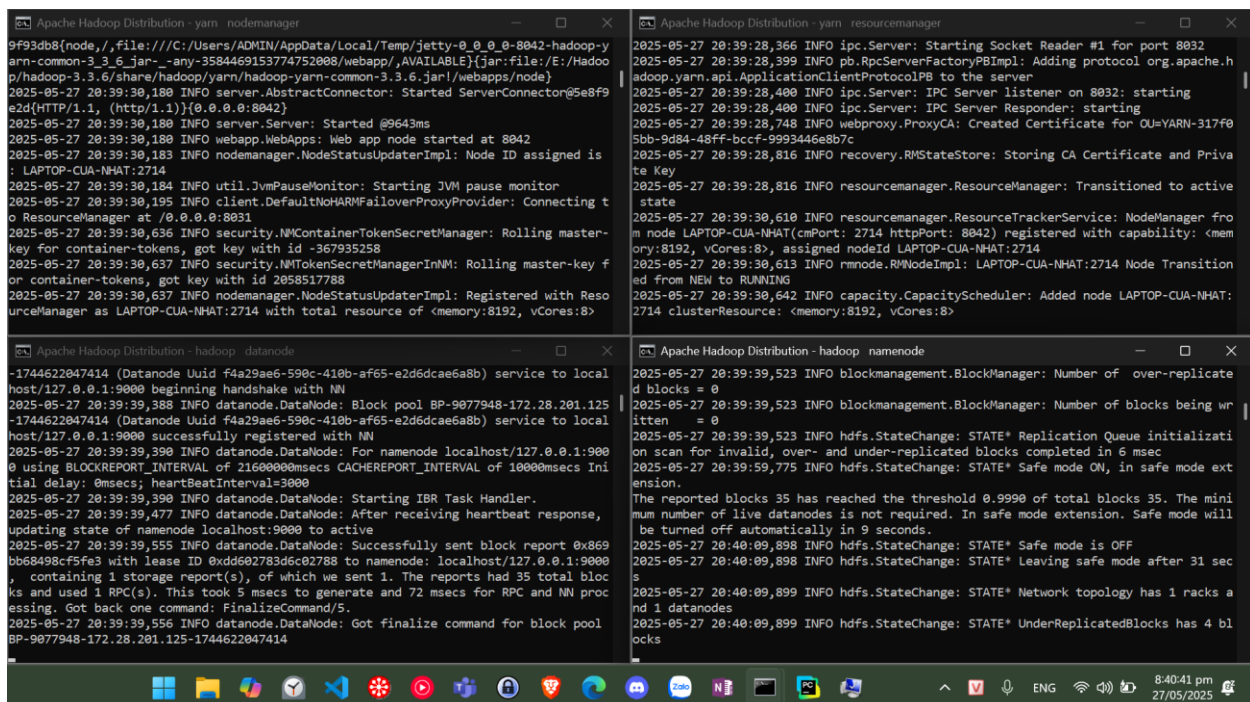 Apache Hadoop Distribution - yarn   nodemanager
9f93db8{node,/,file:///C:/Users/ADMIN/AppData/Local/Temp/jetty-0_0_0_0-8042-hadoop-y
arn-common-3_3_6_jar-_-any-3584469153774752008/webapp/,AVAILABLE}{jar:file:/E:/Hadoo
p/hadoop-3.3.6/share/hadoop/yarn/hadoop-yarn-common-3.3.6.jar!/webapps/node}
2025-05-27 20:39:30,180 INFO server.AbstractConnector: Started ServerConnector@5e8f9
e2d{HTTP/1.1, (http/1.1)}{0.0.0.0:8042}
2025-05-27 20:39:30,180 INFO server.Server: Started @9643ms
2025-05-27 20:39:30,180 INFO webapp.WebApps: Web app node started at 8042
2025-05-27 20:39:30,183 INFO nodemanager.NodeStatusUpdaterImpl: Node ID assigned is
: LAPTOP-CUA-NHAT:2714
2025-05-27 20:39:30,184 INFO util.JvmPauseMonitor: Starting JVM pause monitor
2025-05-27 20:39:30,195 INFO client.DefaultNoHARMFailoverProxyProvider: Connecting t
o ResourceManager at /0.0.0.0:8031
2025-05-27 20:39:30,636 INFO security.NMContainerTokenSecretManager: Rolling master-
key for container-tokens, got key with id -367935258
2025-05-27 20:39:30,637 INFO security.NMTokenSecretManagerInNM: Rolling master-key f
or container-tokens, got key with id 2058517788
2025-05-27 20:39:30,637 INFO nodemanager.NodeStatusUpdaterImpl: Registered with Reso
urceManager as LAPTOP-CUA-NHAT:2714 with total resource of <memory:8192, vCores:8>
Apache Hadoop Distribution - yarn   resourcemanager
2025-05-27 20:39:28,366 INFO ipc.Server: Starting Socket Reader #1 for port 8032
2025-05-27 20:39:28,399 INFO pb.RpcServerFactoryPBImpl: Adding protocol org.apache.h
adoop.yarn.api.ApplicationClientProtocolPB to the server
2025-05-27 20:39:28,400 INFO ipc.Server: IPC Server listener on 8032: starting
2025-05-27 20:39:28,400 INFO ipc.Server: IPC Server Responder: starting
2025-05-27 20:39:28,748 INFO webproxy.ProxyCA: Created Certificate for OU=YARN-317f0
5bb-9d84-48ff-bccf-9993446e8b7c
2025-05-27 20:39:28,816 INFO recovery.RMStateStore: Storing CA Certificate and Priva
te Key
2025-05-27 20:39:28,816 INFO resourcemanager.ResourceManager: Transitioned to active
state
2025-05-27 20:39:30,610 INFO resourcemanager.ResourceTrackerService: NodeManager fro
m node LAPTOP-CUA-NHAT(cmPort: 2714 httpPort: 8042) registered with capability: <mem
ory:8192, vCores:8>, assigned nodeId LAPTOP-CUA-NHAT:2714
2025-05-27 20:39:30,613 INFO rmnode.RMNodeImpl: LAPTOP-CUA-NHAT:2714 Node Transition
ed from NEW to RUNNING
2025-05-27 20:39:30,642 INFO capacity.CapacityScheduler: Added node LAPTOP-CUA-NHAT:
2714 clusterResource: <memory:8192, vCores:8>
Apache Hadoop Distribution - hadoop   datanode
-1744622047414 (Datanode Uuid f4a29ae6-590c-410b-af65-e2d6dcae6a8b) service to local
host/127.0.0.1:9000 beginning handshake with NN
2025-05-27 20:39:39,388 INFO datanode.DataNode: Block pool BP-9077948-172.28.201.125
-1744622047414 (Datanode Uuid f4a29ae6-590c-410b-af65-e2d6dcae6a8b) service to local
host/127.0.0.1:9000 successfully registered with NN
2025-05-27 20:39:39,390 INFO datanode.DataNode: For namenode localhost/127.0.0.1:900
0 using BLOCKREPORT_INTERVAL of 21600000msecs CACHEREPORT_INTERVAL of 10000msecs Ini
tial delay: 0msecs; heartBeatInterval=3000
2025-05-27 20:39:39,390 INFO datanode.DataNode: Starting IBR Task Handler.
2025-05-27 20:39:39,477 INFO datanode.DataNode: After receiving heartbeat response,
updating state of namenode localhost:9000 to active
2025-05-27 20:39:39,555 INFO datanode.DataNode: Successfully sent block report 0x869
bb68498cf5fe3 with lease ID 0xdd602783d6c02788 to namenode: localhost/127.0.0.1:9000
,  containing 1 storage report(s), of which we sent 1. The reports had 35 total bloc
ks and used 1 RPC(s). This took 5 msecs to generate and 72 msecs for RPC and NN proc
essing. Got back one command: FinalizeCommand/5.
2025-05-27 20:39:39,556 INFO datanode.DataNode: Got finalize command for block pool
BP-9077948-172.28.201.125-1744622047414
Apache Hadoop Distribution - hadoop   namenode
2025-05-27 20:39:39,523 INFO blockmanagement.BlockManager: Number of  over-replicate
d blocks = 0
2025-05-27 20:39:39,523 INFO blockmanagement.BlockManager: Number of blocks being wr
itten    = 0
2025-05-27 20:39:39,523 INFO hdfs.StateChange: STATE* Replication Queue initializati
on scan for invalid, over- and under-replicated blocks completed in 6 msec
2025-05-27 20:39:59,775 INFO hdfs.StateChange: STATE* Safe mode ON, in safe mode ext
ension.
The reported blocks 35 has reached the threshold 0.9990 of total blocks 35. The mini
mum number of live datanodes is not required. In safe mode extension. Safe mode will
be turned off automatically in 9 seconds.
2025-05-27 20:40:09,898 INFO hdfs.StateChange: STATE* Safe mode is OFF
2025-05-27 20:40:09,898 INFO hdfs.StateChange: STATE* Leaving safe mode after 31 sec
s
2025-05-27 20:40:09,899 INFO hdfs.StateChange: STATE* Network topology has 1 racks a
nd 1 datanodes
2025-05-27 20:40:09,899 INFO hdfs.StateChange: STATE* UnderReplicatedBlocks has 4 bl
ocks
Zalo
PC
V
ENG
8:40:41 pm
27/05/2025